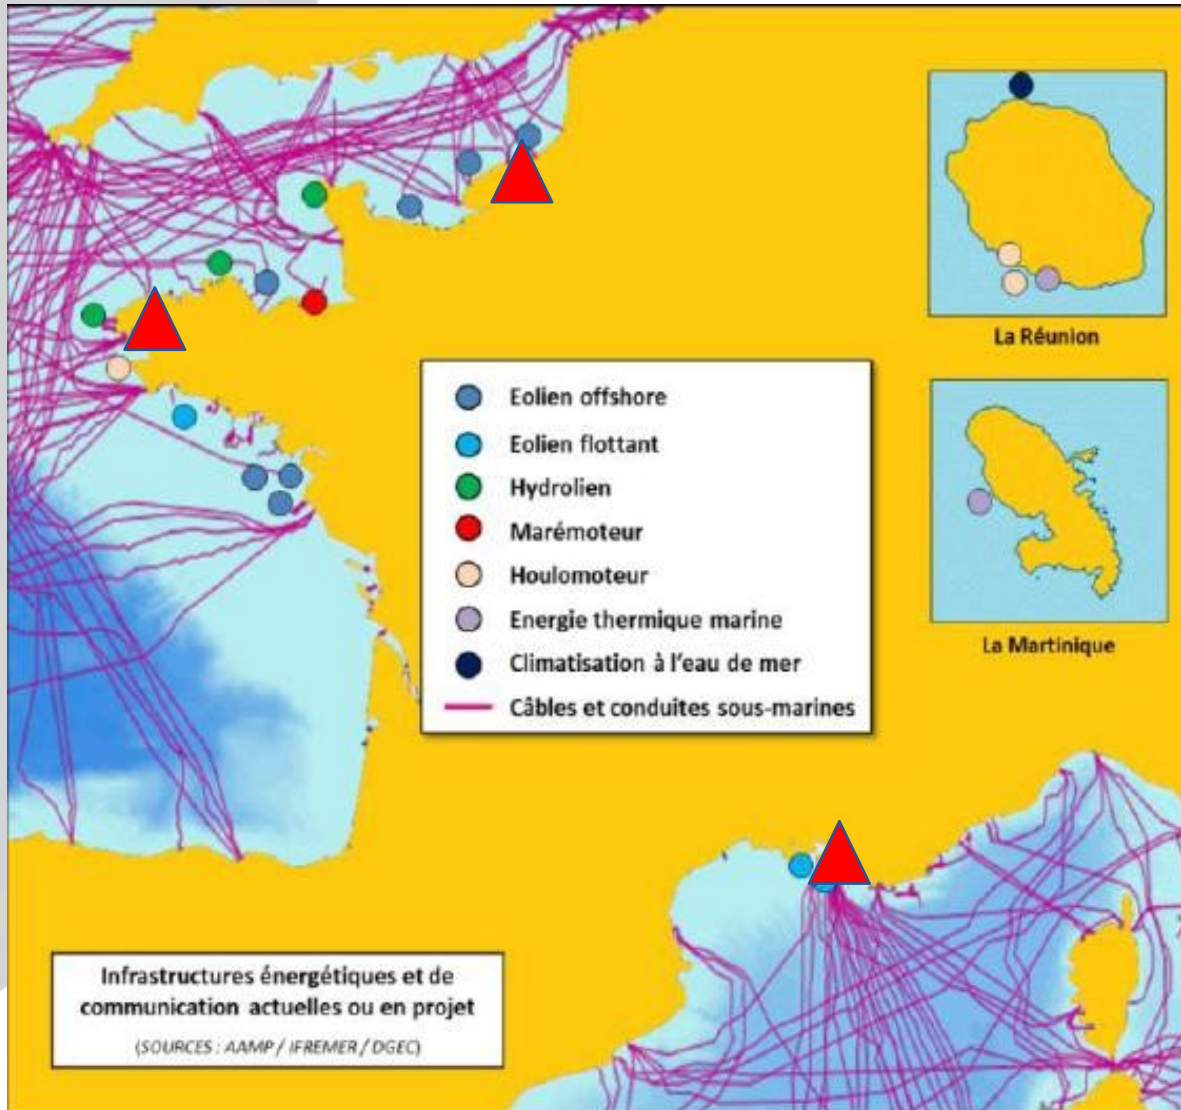 La Réunion
Eolien offshore
Eolien flottant
Hydrolien
Marémoteur
Houlomoteur
Energie thermique marine
Climatisation à l'eau de mer
Câbles et conduites sous-marines
La Martinique
Infrastructures énergétiques et de
communication actuelles ou en projet
(SOURCES : AAMP / IFREMER / DGEC)